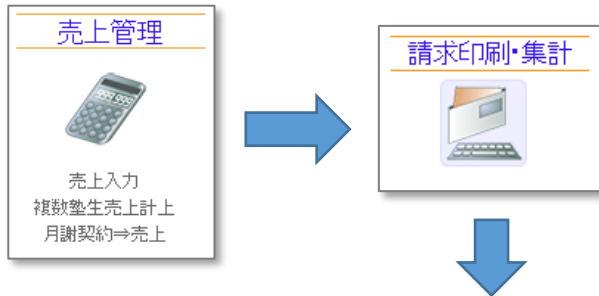 売上管理
売上入力
複数塾生売上計上
月謝契約⇒売上
請求印刷・集計